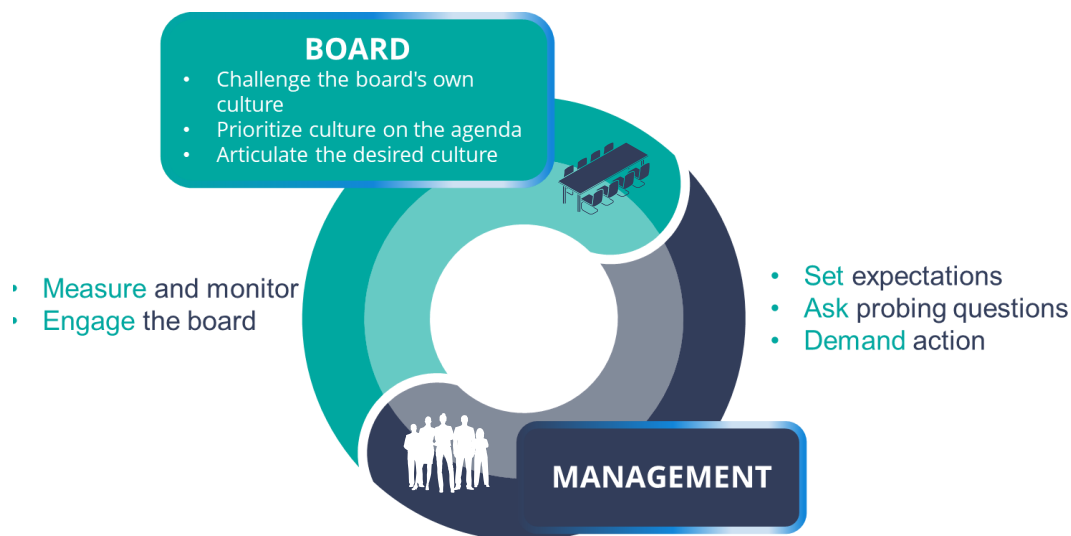 BOARD
• Challenge the board's own
culture
• Prioritize culture on the agenda
• Articulate the desired culture
• Measure and monitor
• Engage the board
• Set expectations
• Ask probing questions
• Demand action
MANAGEMENT